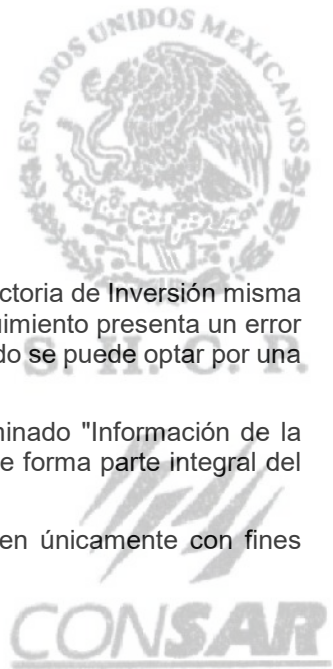 ESTADOS UNIDOS MEXICANOS
ctoria de Inversión misma
uimiento presenta un error
do se puede optar por una
S. H. C. P.
minado "Información de la
e forma parte integral del
en únicamente con fines
CONSAR